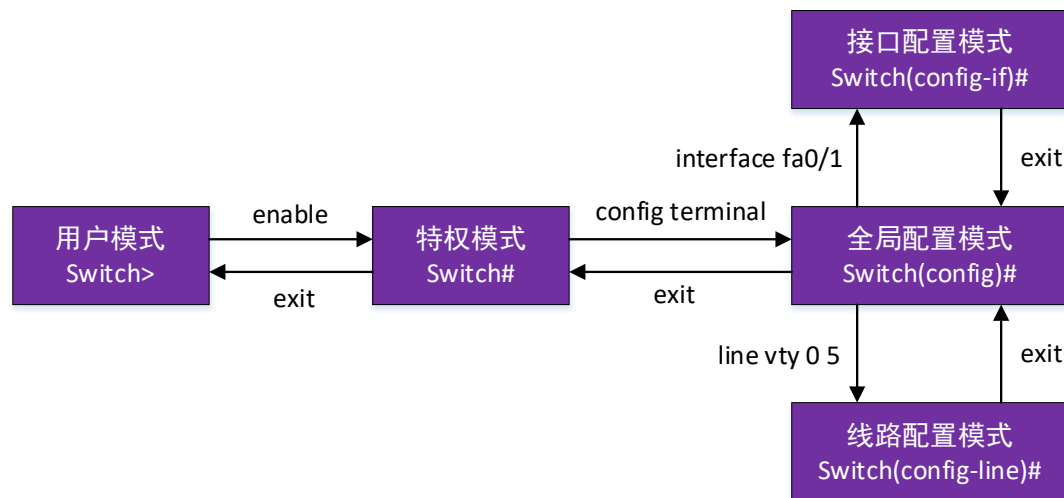 接口配置模式
Switch(config-if)#
interface fa0/1
exit
用户模式
Switch>
enable
exit
特权模式
Switch#
config terminal
exit
全局配置模式
Switch(config)#
line vty 0 5
exit
线路配置模式
Switch(config-line)#